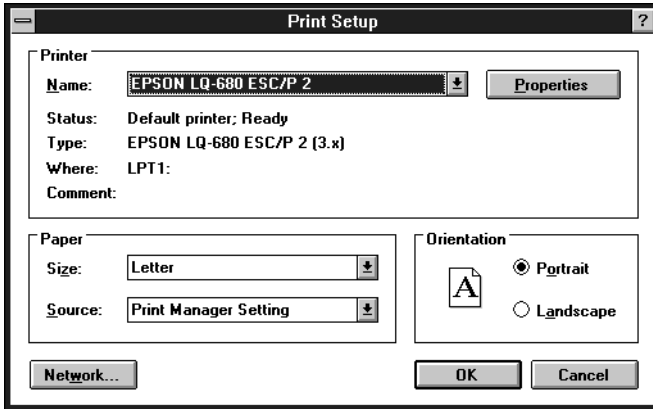 Print Setup ?
Printer
Name: EPSON LQ-680 ESC/P 2 Properties
Status: Default printer; Ready
Type: EPSON LQ-680 ESC/P 2 (3.x)
Where: LPT1:
Comment:
Paper Orientation
Size: Letter A Portrait
Source: Print Manager Setting Landscape
Network... OK Cancel